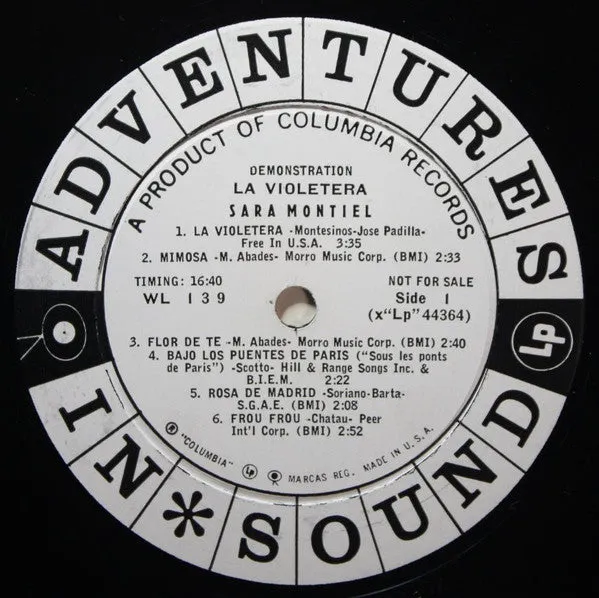 ADVENTURES
IN * SOUND
Lp
A PRODUCT OF COLUMBIA RECORDS
DEMONSTRATION
LA VIOLETERA
SARA MONTIEL
1. LA VIOLETERA -Montesinos-Jose Padilla-
Free In U.S.A. 3:35
2. MIMOSA -M. Abades- Morro Music Corp. (BMI) 2:33
TIMING: 16:40
NOT FOR SALE
WL 139
Side 1
(x“Lp”44364)
3. FLOR DE TE -M. Abades- Morro Music Corp. (BMI) 2:40
4. BAJO LOS PUENTES DE PARIS (“Sous les ponts
de Paris”) -Scotto- Hill & Range Songs Inc. &
B.I.E.M. 2:22
5. ROSA DE MADRID -Soriano-Barta-
S.G.A.E. (BMI) 2:08
6. FROU FROU -Chatau- Peer
Int'l Corp. (BMI) 2:52
® "COLUMBIA" Lp MARCAS REG. MADE IN U.S.A.